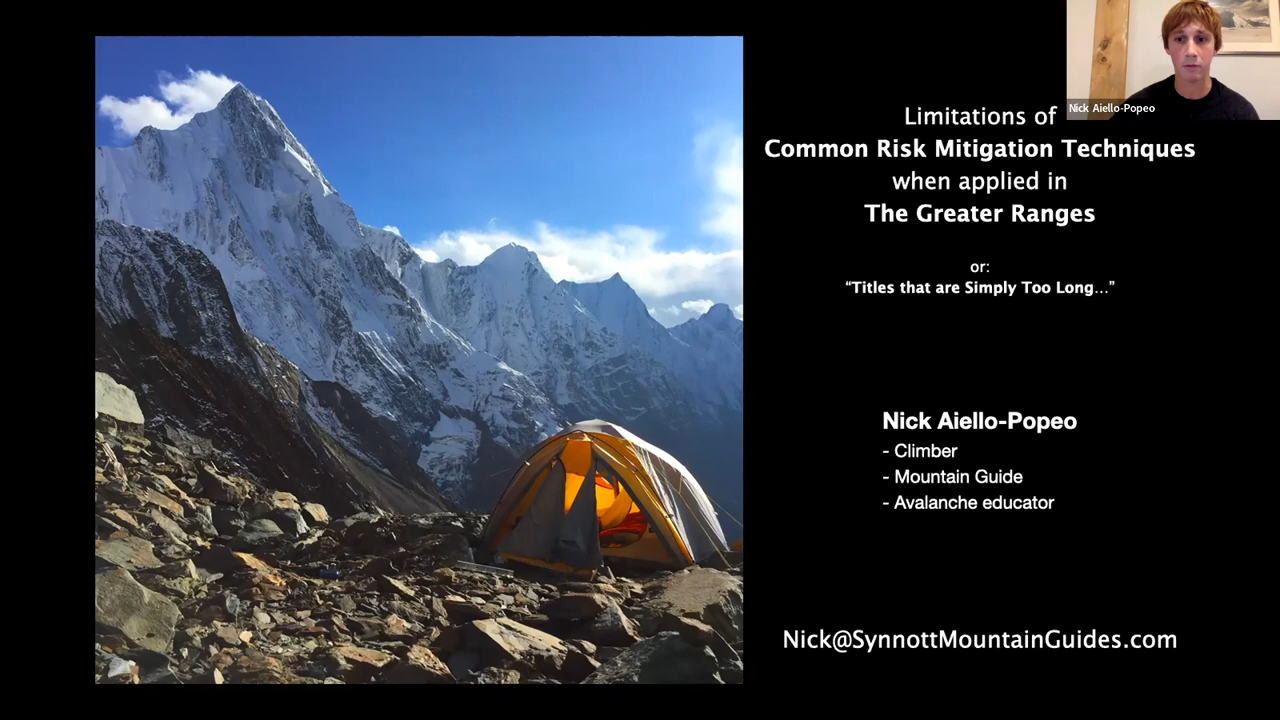 Nick Aiello-Popeo
Limitations of
Common Risk Mitigation Techniques
when applied in
The Greater Ranges
or:
“Titles that are Simply Too Long...”
Nick Aiello-Popeo
- Climber
- Mountain Guide
- Avalanche educator
Nick@SynnottMountainGuides.com